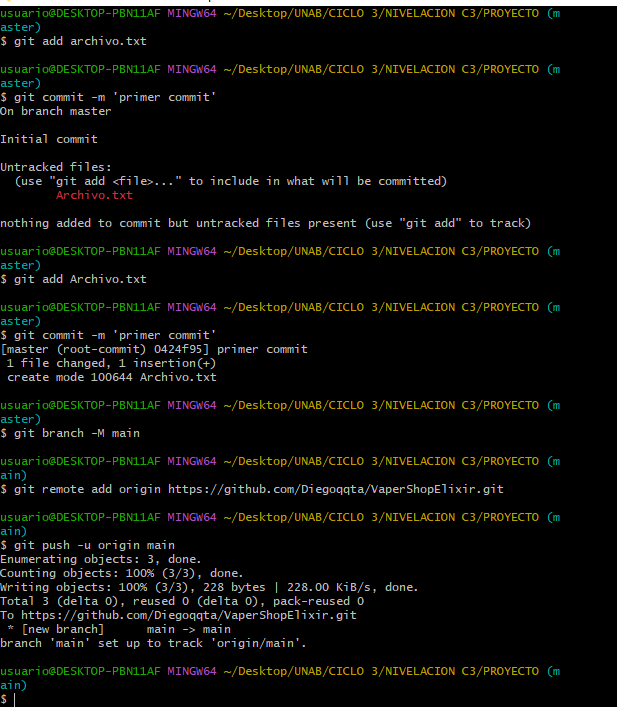 usuario@DESKTOP-PBN11AF MINGW64 ~/Desktop/UNAB/CICLO 3/NIVELACION C3/PROYECTO (m
aster)
$ git add archivo.txt
usuario@DESKTOP-PBN11AF MINGW64 ~/Desktop/UNAB/CICLO 3/NIVELACION C3/PROYECTO (m
aster)
$ git commit -m 'primer commit'
On branch master
Initial commit
Untracked files:
  (use "git add <file>..." to include in what will be committed)
        Archivo.txt
nothing added to commit but untracked files present (use "git add" to track)
usuario@DESKTOP-PBN11AF MINGW64 ~/Desktop/UNAB/CICLO 3/NIVELACION C3/PROYECTO (m
aster)
$ git add Archivo.txt
usuario@DESKTOP-PBN11AF MINGW64 ~/Desktop/UNAB/CICLO 3/NIVELACION C3/PROYECTO (m
aster)
$ git commit -m 'primer commit'
[master (root-commit) 0424f95] primer commit
 1 file changed, 1 insertion(+)
 create mode 100644 Archivo.txt
usuario@DESKTOP-PBN11AF MINGW64 ~/Desktop/UNAB/CICLO 3/NIVELACION C3/PROYECTO (m
aster)
$ git branch -M main
usuario@DESKTOP-PBN11AF MINGW64 ~/Desktop/UNAB/CICLO 3/NIVELACION C3/PROYECTO (m
ain)
$ git remote add origin https://github.com/Diegoqqta/VaperShopElixir.git
usuario@DESKTOP-PBN11AF MINGW64 ~/Desktop/UNAB/CICLO 3/NIVELACION C3/PROYECTO (m
ain)
$ git push -u origin main
Enumerating objects: 3, done.
Counting objects: 100% (3/3), done.
Writing objects: 100% (3/3), 228 bytes | 228.00 KiB/s, done.
Total 3 (delta 0), reused 0 (delta 0), pack-reused 0
To https://github.com/Diegoqqta/VaperShopElixir.git
 * [new branch]      main -> main
branch 'main' set up to track 'origin/main'.
usuario@DESKTOP-PBN11AF MINGW64 ~/Desktop/UNAB/CICLO 3/NIVELACION C3/PROYECTO (m
ain)
$